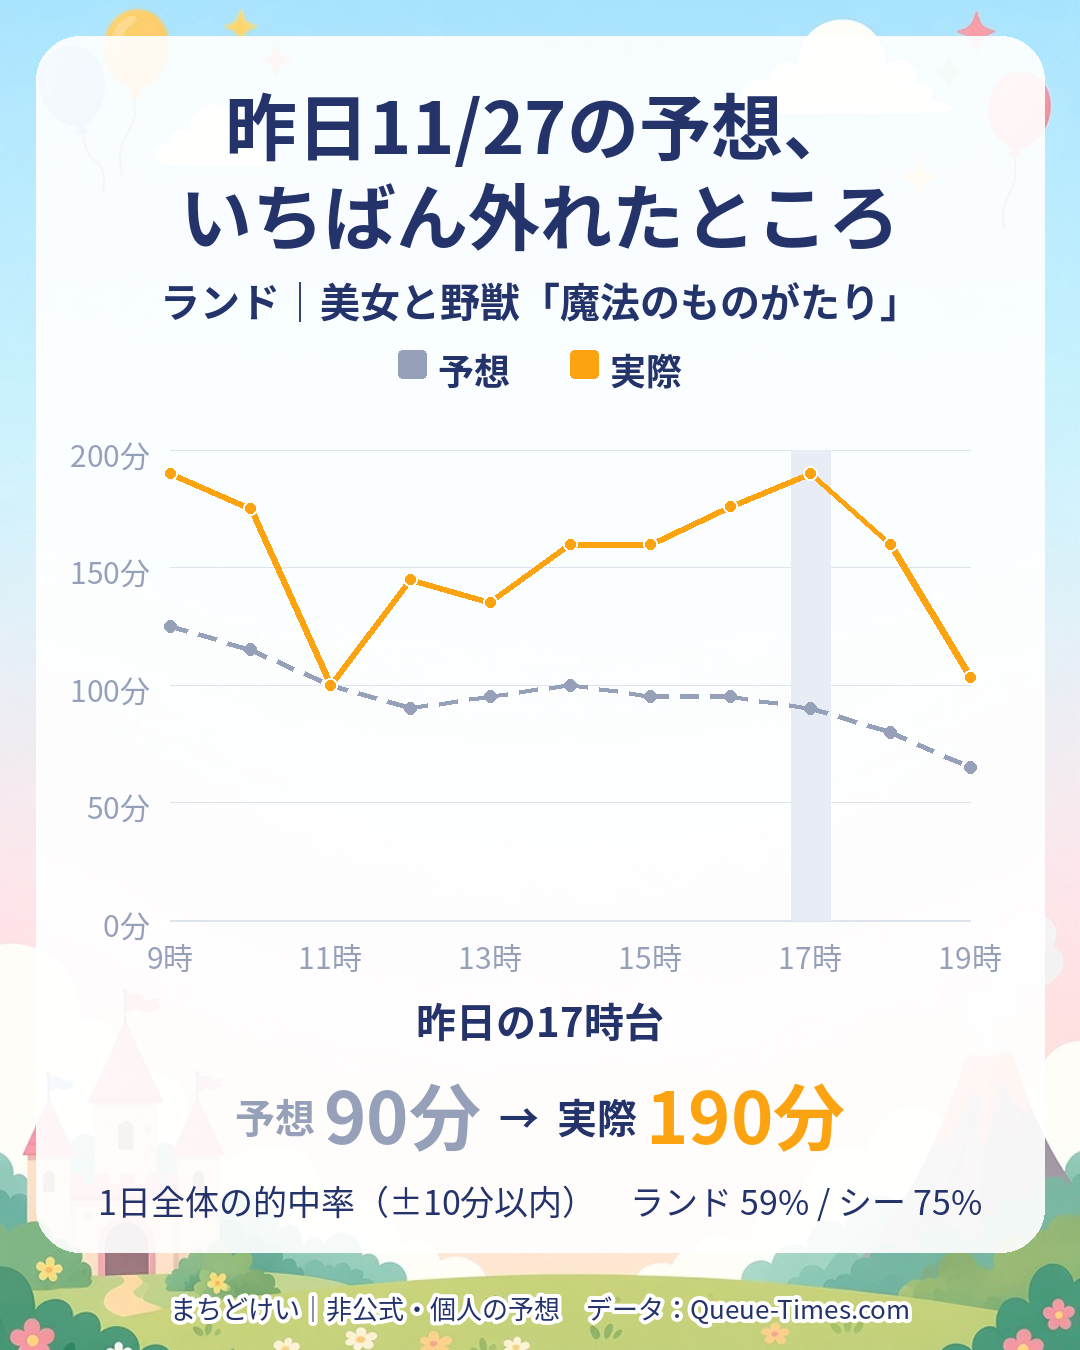 昨日11/27の予想、
いちばん外れたところ
ランド｜美女と野獣「魔法のものがたり」
予想 実際
200分
150分
100分
50分
0分
9時 11時 13時 15時 17時 19時
昨日の17時台
予想 90分 → 実際 190分
1日全体の的中率（±10分以内） ランド 59% / シー 75%
まちどけい｜非公式・個人の予想 データ：Queue-Times.com